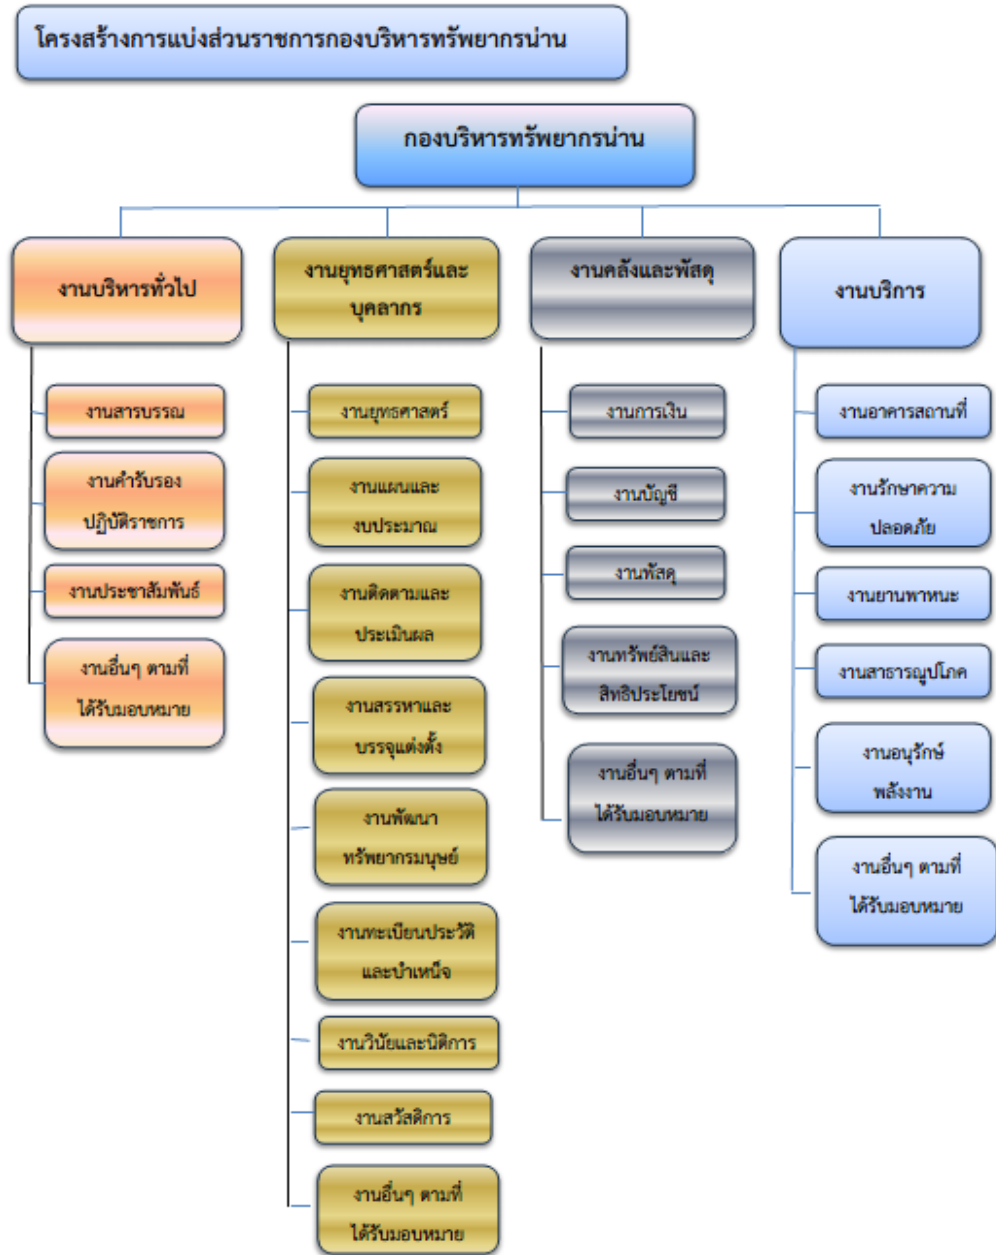 โครงสร้างการแบ่งส่วนราชการกองบริหารทรัพยากรน่าน
กองบริหารทรัพยากรน่าน
งานบริหารทั่วไป
งานสารบรรณ
งานคำรับรอง
ปฏิบัติราชการ
งานประชาสัมพันธ์
งานอื่นๆ ตามที่
ได้รับมอบหมาย
งานยุทธศาสตร์และ
บุคลากร
งานยุทธศาสตร์
งานแผนและ
งบประมาณ
งานติดตามและ
ประเมินผล
งานสรรหาและ
บรรจุแต่งตั้ง
งานพัฒนา
ทรัพยากรมนุษย์
งานทะเบียนประวัติ
และบำเหน็จ
งานวินัยและนิติการ
งานสวัสดิการ
งานอื่นๆ ตามที่
ได้รับมอบหมาย
งานคลังและพัสดุ
งานการเงิน
งานบัญชี
งานพัสดุ
งานทรัพย์สินและ
สิทธิประโยชน์
งานอื่นๆ ตามที่
ได้รับมอบหมาย
งานบริการ
งานอาคารสถานที่
งานรักษาความ
ปลอดภัย
งานยานพาหนะ
งานสาธารณูปโภค
งานอนุรักษ์
พลังงาน
งานอื่นๆ ตามที่
ได้รับมอบหมาย